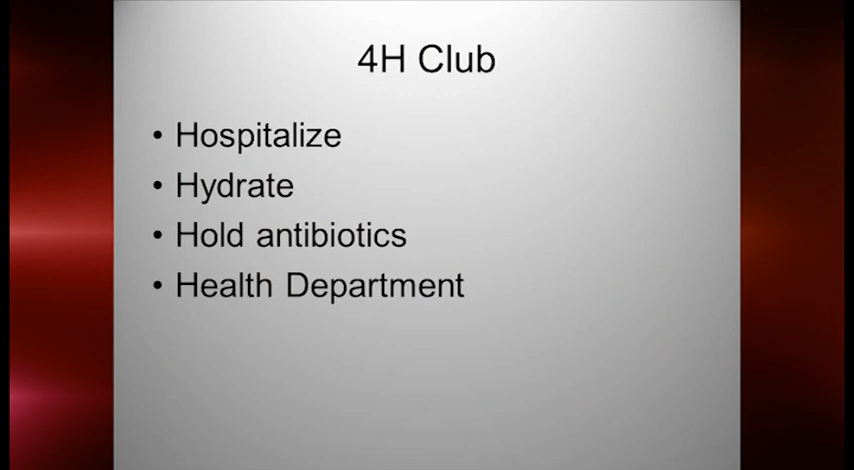 4H Club
• Hospitalize
• Hydrate
• Hold antibiotics
• Health Department